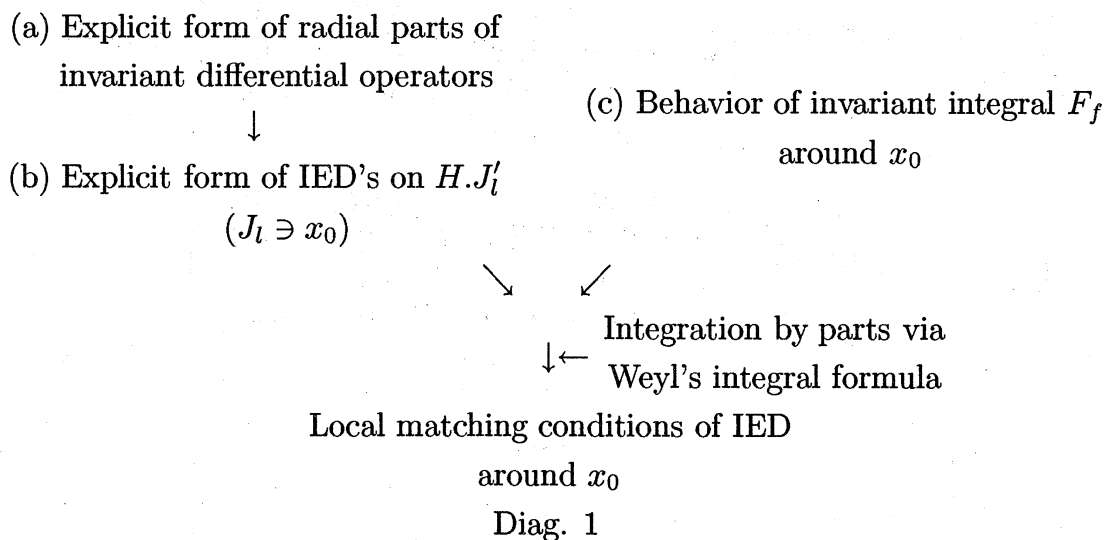 (a) Explicit form of radial parts of
invariant differential operators
↓
(b) Explicit form of IED's on H.J'_l
(J_l ∋ x_0)
(c) Behavior of invariant integral F_f
around x_0
↘ ↙
Integration by parts via
↓←
Weyl's integral formula
Local matching conditions of IED
around x_0
Diag. 1